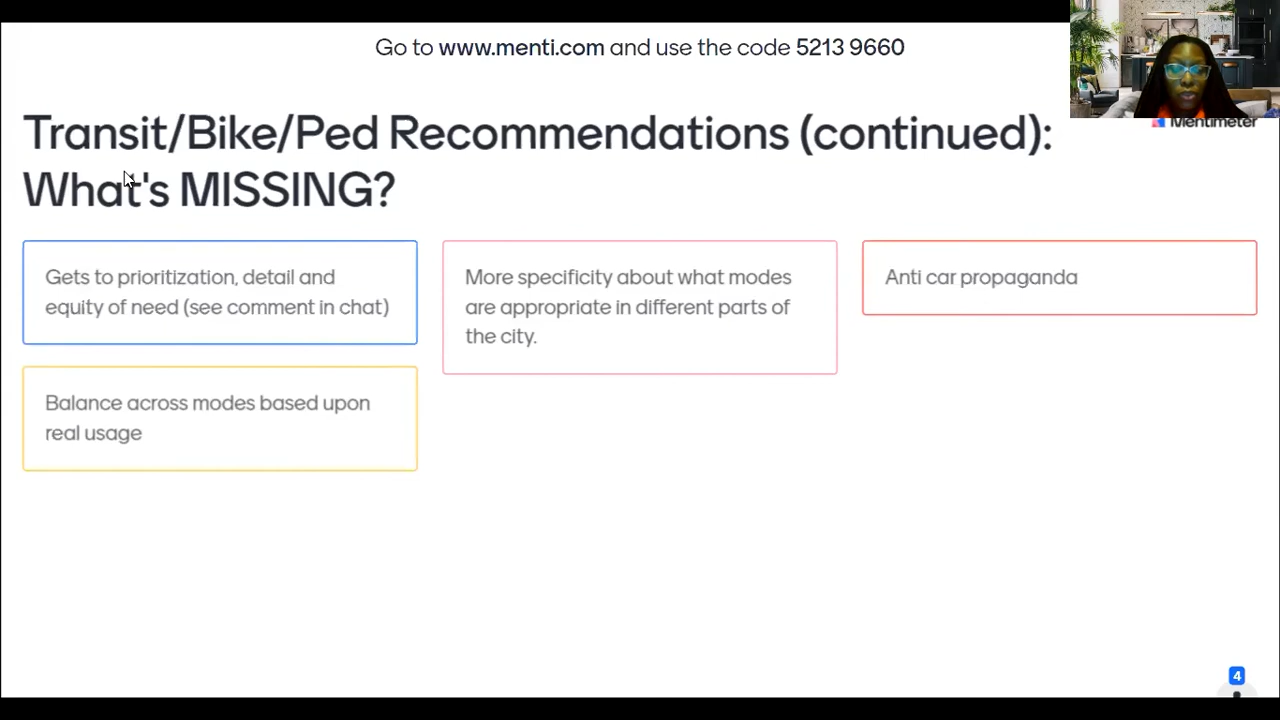 Go to www.menti.com and use the code 5213 9660
Mentimeter
Transit/Bike/Ped Recommendations (continued):
What's MISSING?
Gets to prioritization, detail and
equity of need (see comment in chat)
More specificity about what modes
are appropriate in different parts of
the city.
Anti car propaganda
Balance across modes based upon
real usage
4